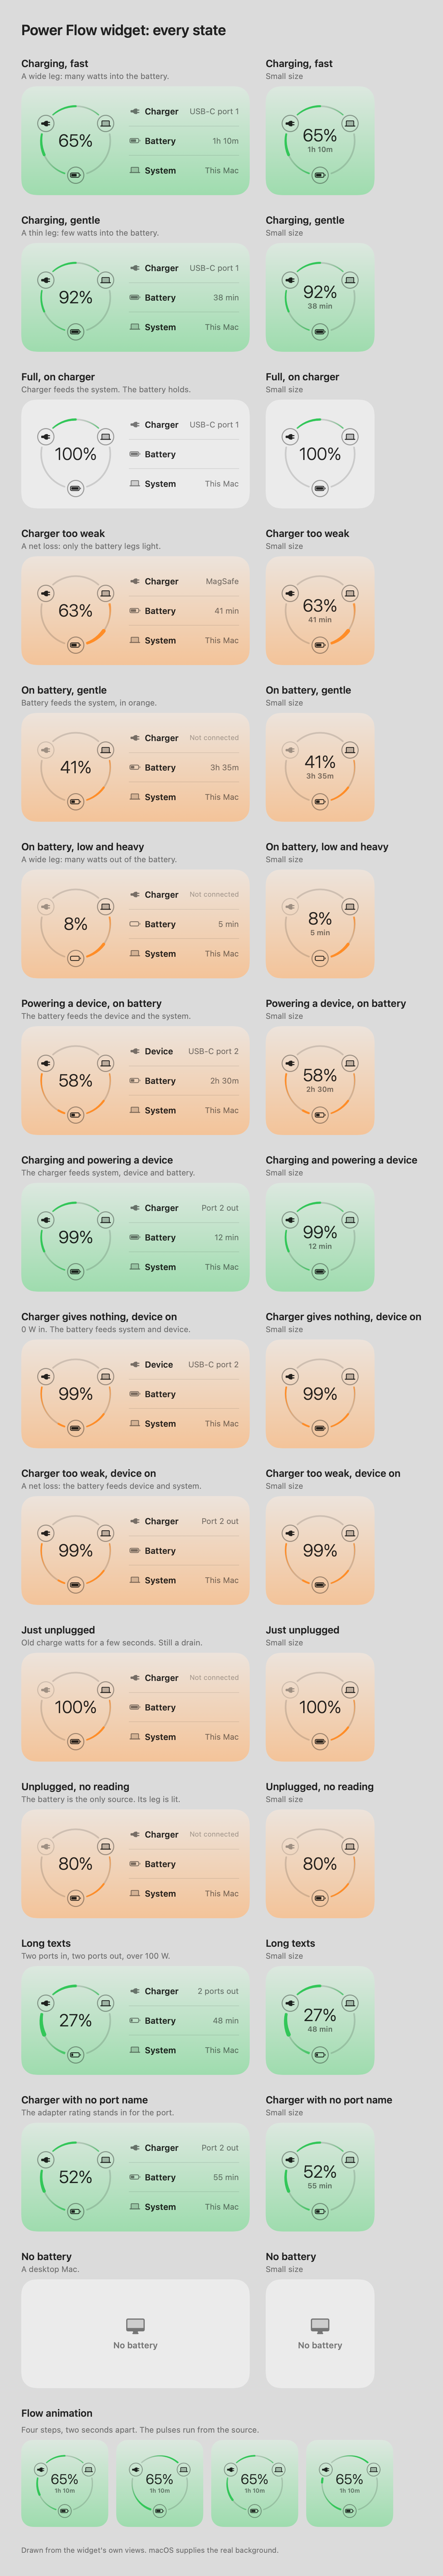 Power Flow widget: every state
Charging, fast
A wide leg: many watts into the battery.
65%
Charger USB-C port 1
Battery 1h 10m
System This Mac
Charging, fast
Small size
65%
1h 10m
Charging, gentle
A thin leg: few watts into the battery.
92%
Charger USB-C port 1
Battery 38 min
System This Mac
Charging, gentle
Small size
92%
38 min
Full, on charger
Charger feeds the system. The battery holds.
100%
Charger USB-C port 1
Battery
System This Mac
Full, on charger
Small size
100%
Charger too weak
A net loss: only the battery legs light.
63%
Charger MagSafe
Battery 41 min
System This Mac
Charger too weak
Small size
63%
41 min
On battery, gentle
Battery feeds the system, in orange.
41%
Charger Not connected
Battery 3h 35m
System This Mac
On battery, gentle
Small size
41%
3h 35m
On battery, low and heavy
A wide leg: many watts out of the battery.
8%
Charger Not connected
Battery 5 min
System This Mac
On battery, low and heavy
Small size
8%
5 min
Powering a device, on battery
The battery feeds the device and the system.
58%
Device USB-C port 2
Battery 2h 30m
System This Mac
Powering a device, on battery
Small size
58%
2h 30m
Charging and powering a device
The charger feeds system, device and battery.
99%
Charger Port 2 out
Battery 12 min
System This Mac
Charging and powering a device
Small size
99%
12 min
Charger gives nothing, device on
0 W in. The battery feeds system and device.
99%
Device USB-C port 2
Battery
System This Mac
Charger gives nothing, device on
Small size
99%
Charger too weak, device on
A net loss: the battery feeds device and system.
99%
Charger Port 2 out
Battery
System This Mac
Charger too weak, device on
Small size
99%
Just unplugged
Old charge watts for a few seconds. Still a drain.
100%
Charger Not connected
Battery
System This Mac
Just unplugged
Small size
100%
Unplugged, no reading
The battery is the only source. Its leg is lit.
80%
Charger Not connected
Battery
System This Mac
Unplugged, no reading
Small size
80%
Long texts
Two ports in, two ports out, over 100 W.
27%
Charger 2 ports out
Battery 48 min
System This Mac
Long texts
Small size
27%
48 min
Charger with no port name
The adapter rating stands in for the port.
52%
Charger Port 2 out
Battery 55 min
System This Mac
Charger with no port name
Small size
52%
55 min
No battery
A desktop Mac.
No battery
No battery
Small size
No battery
Flow animation
Four steps, two seconds apart. The pulses run from the source.
65%
1h 10m
65%
1h 10m
65%
1h 10m
65%
1h 10m
Drawn from the widget's own views. macOS supplies the real background.